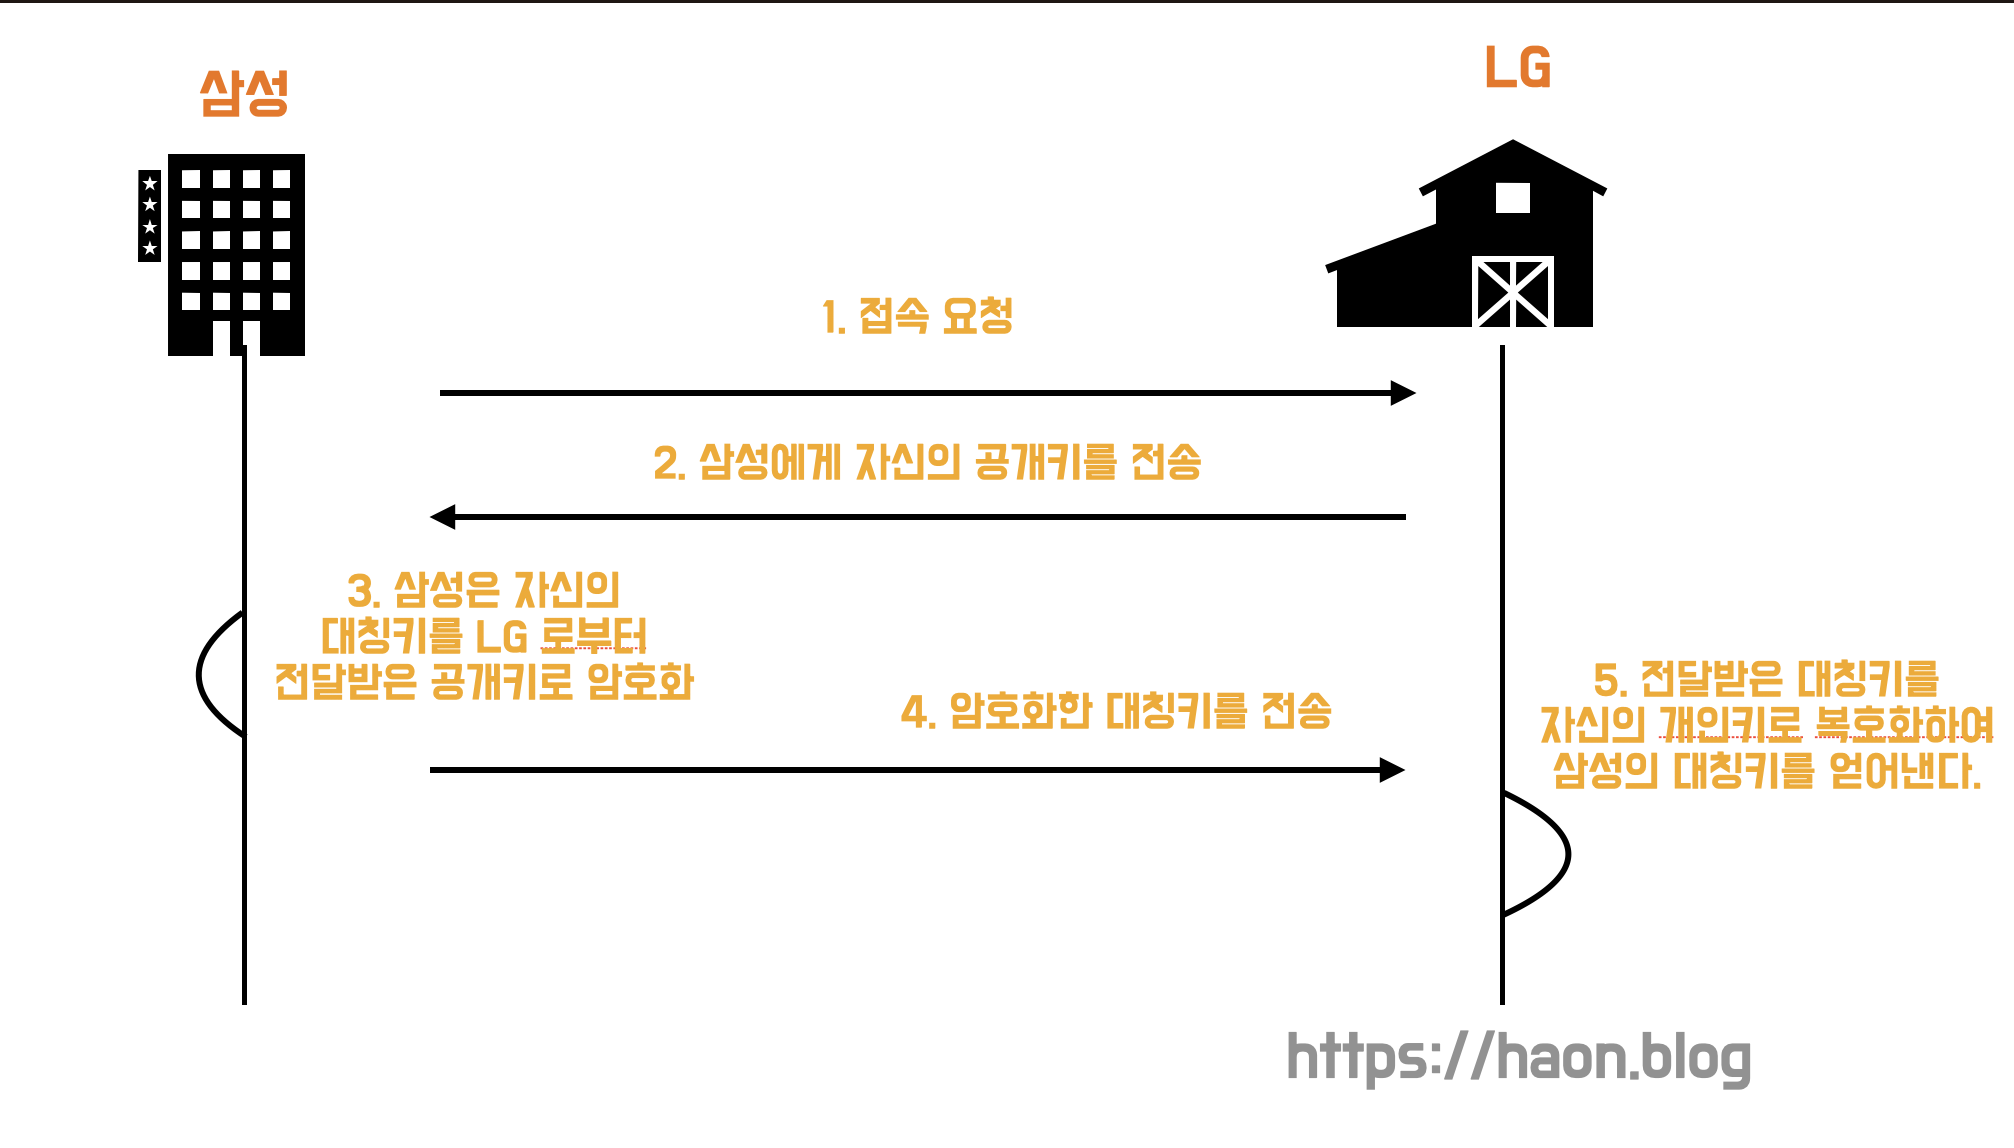 삼성
LG
1. 접속 요청
2. 삼성에게 자신의 공개키를 전송
3. 삼성은 자신의
대칭키를 LG 로부터
전달받은 공개키로 암호화
4. 암호화한 대칭키를 전송
5. 전달받은 대칭키를
자신의 개인키로 복호화하여
삼성의 대칭키를 얻어낸다.
https://haon.blog